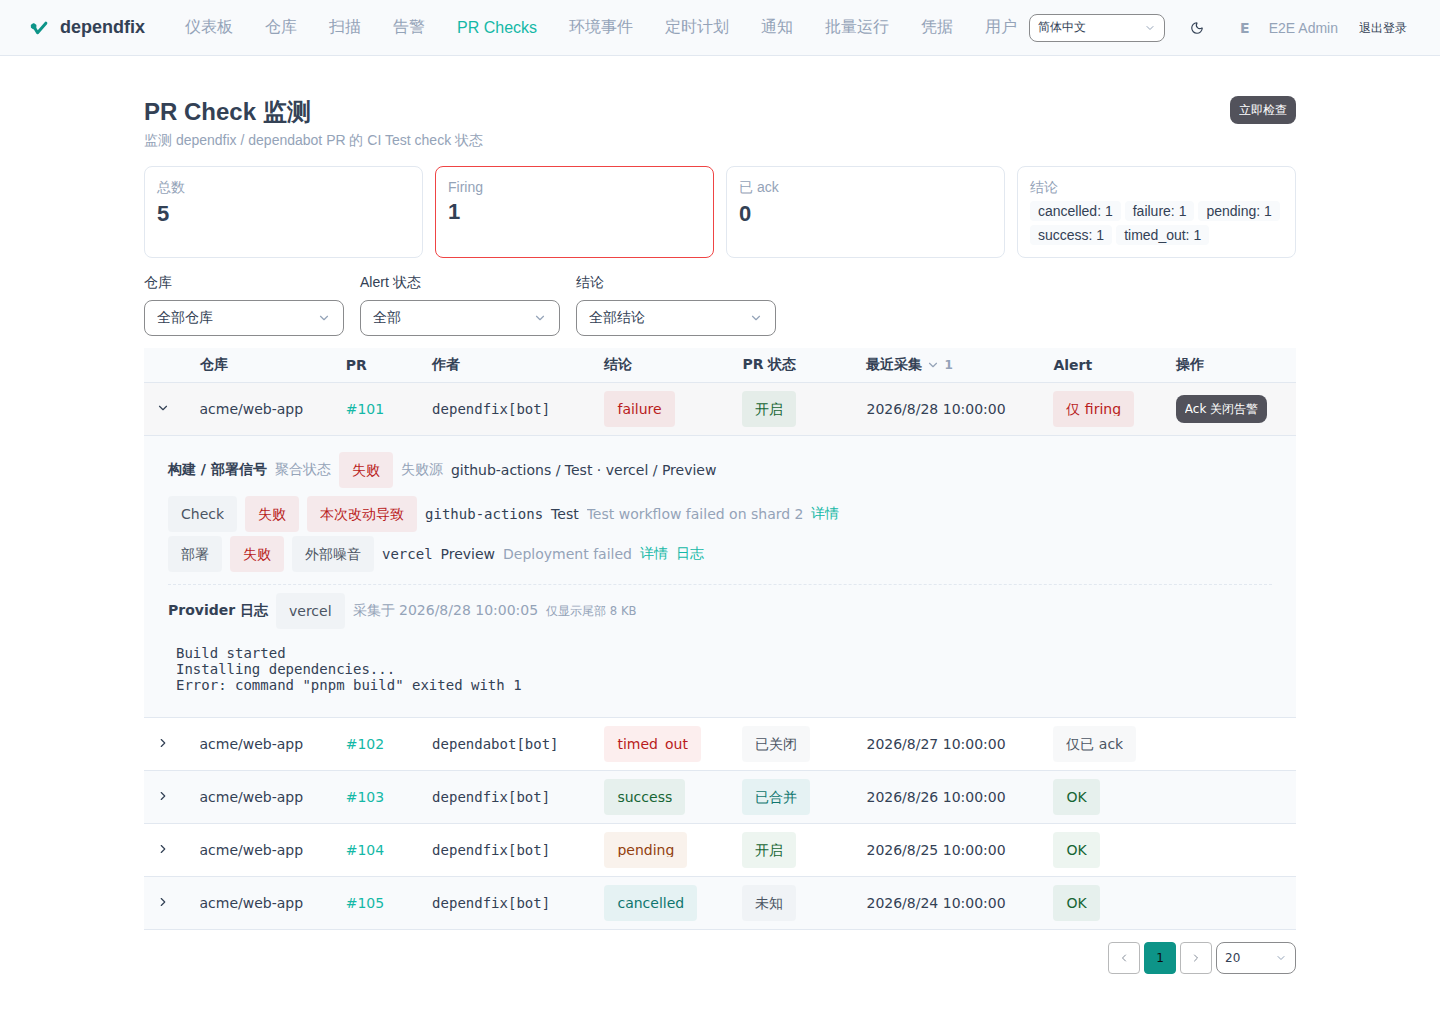 dependfix 仪表板 仓库 扫描 告警 PR Checks 环境事件 定时计划 通知 批量运行 凭据 用户 简体中文 E E2E Admin 退出登录
PR Check 监测
立即检查
监测 dependfix / dependabot PR 的 CI Test check 状态
总数
5
Firing
1
已 ack
0
结论
cancelled: 1 failure: 1 pending: 1
success: 1 timed_out: 1
仓库 Alert 状态 结论
全部仓库 全部 全部结论
仓库 PR 作者 结论 PR 状态 最近采集 1 Alert 操作
acme/web-app #101 dependfix[bot] failure 开启 2026/8/28 10:00:00 仅 firing Ack 关闭告警
构建 / 部署信号 聚合状态 失败 失败源 github-actions / Test · vercel / Preview
Check 失败 本次改动导致 github-actions Test Test workflow failed on shard 2 详情
部署 失败 外部噪音 vercel Preview Deployment failed 详情 日志
Provider 日志 vercel 采集于 2026/8/28 10:00:05 仅显示尾部 8 KB
Build started
Installing dependencies...
Error: command "pnpm build" exited with 1
acme/web-app #102 dependabot[bot] timed_out 已关闭 2026/8/27 10:00:00 仅已 ack
acme/web-app #103 dependfix[bot] success 已合并 2026/8/26 10:00:00 OK
acme/web-app #104 dependfix[bot] pending 开启 2026/8/25 10:00:00 OK
acme/web-app #105 dependfix[bot] cancelled 未知 2026/8/24 10:00:00 OK
1 20